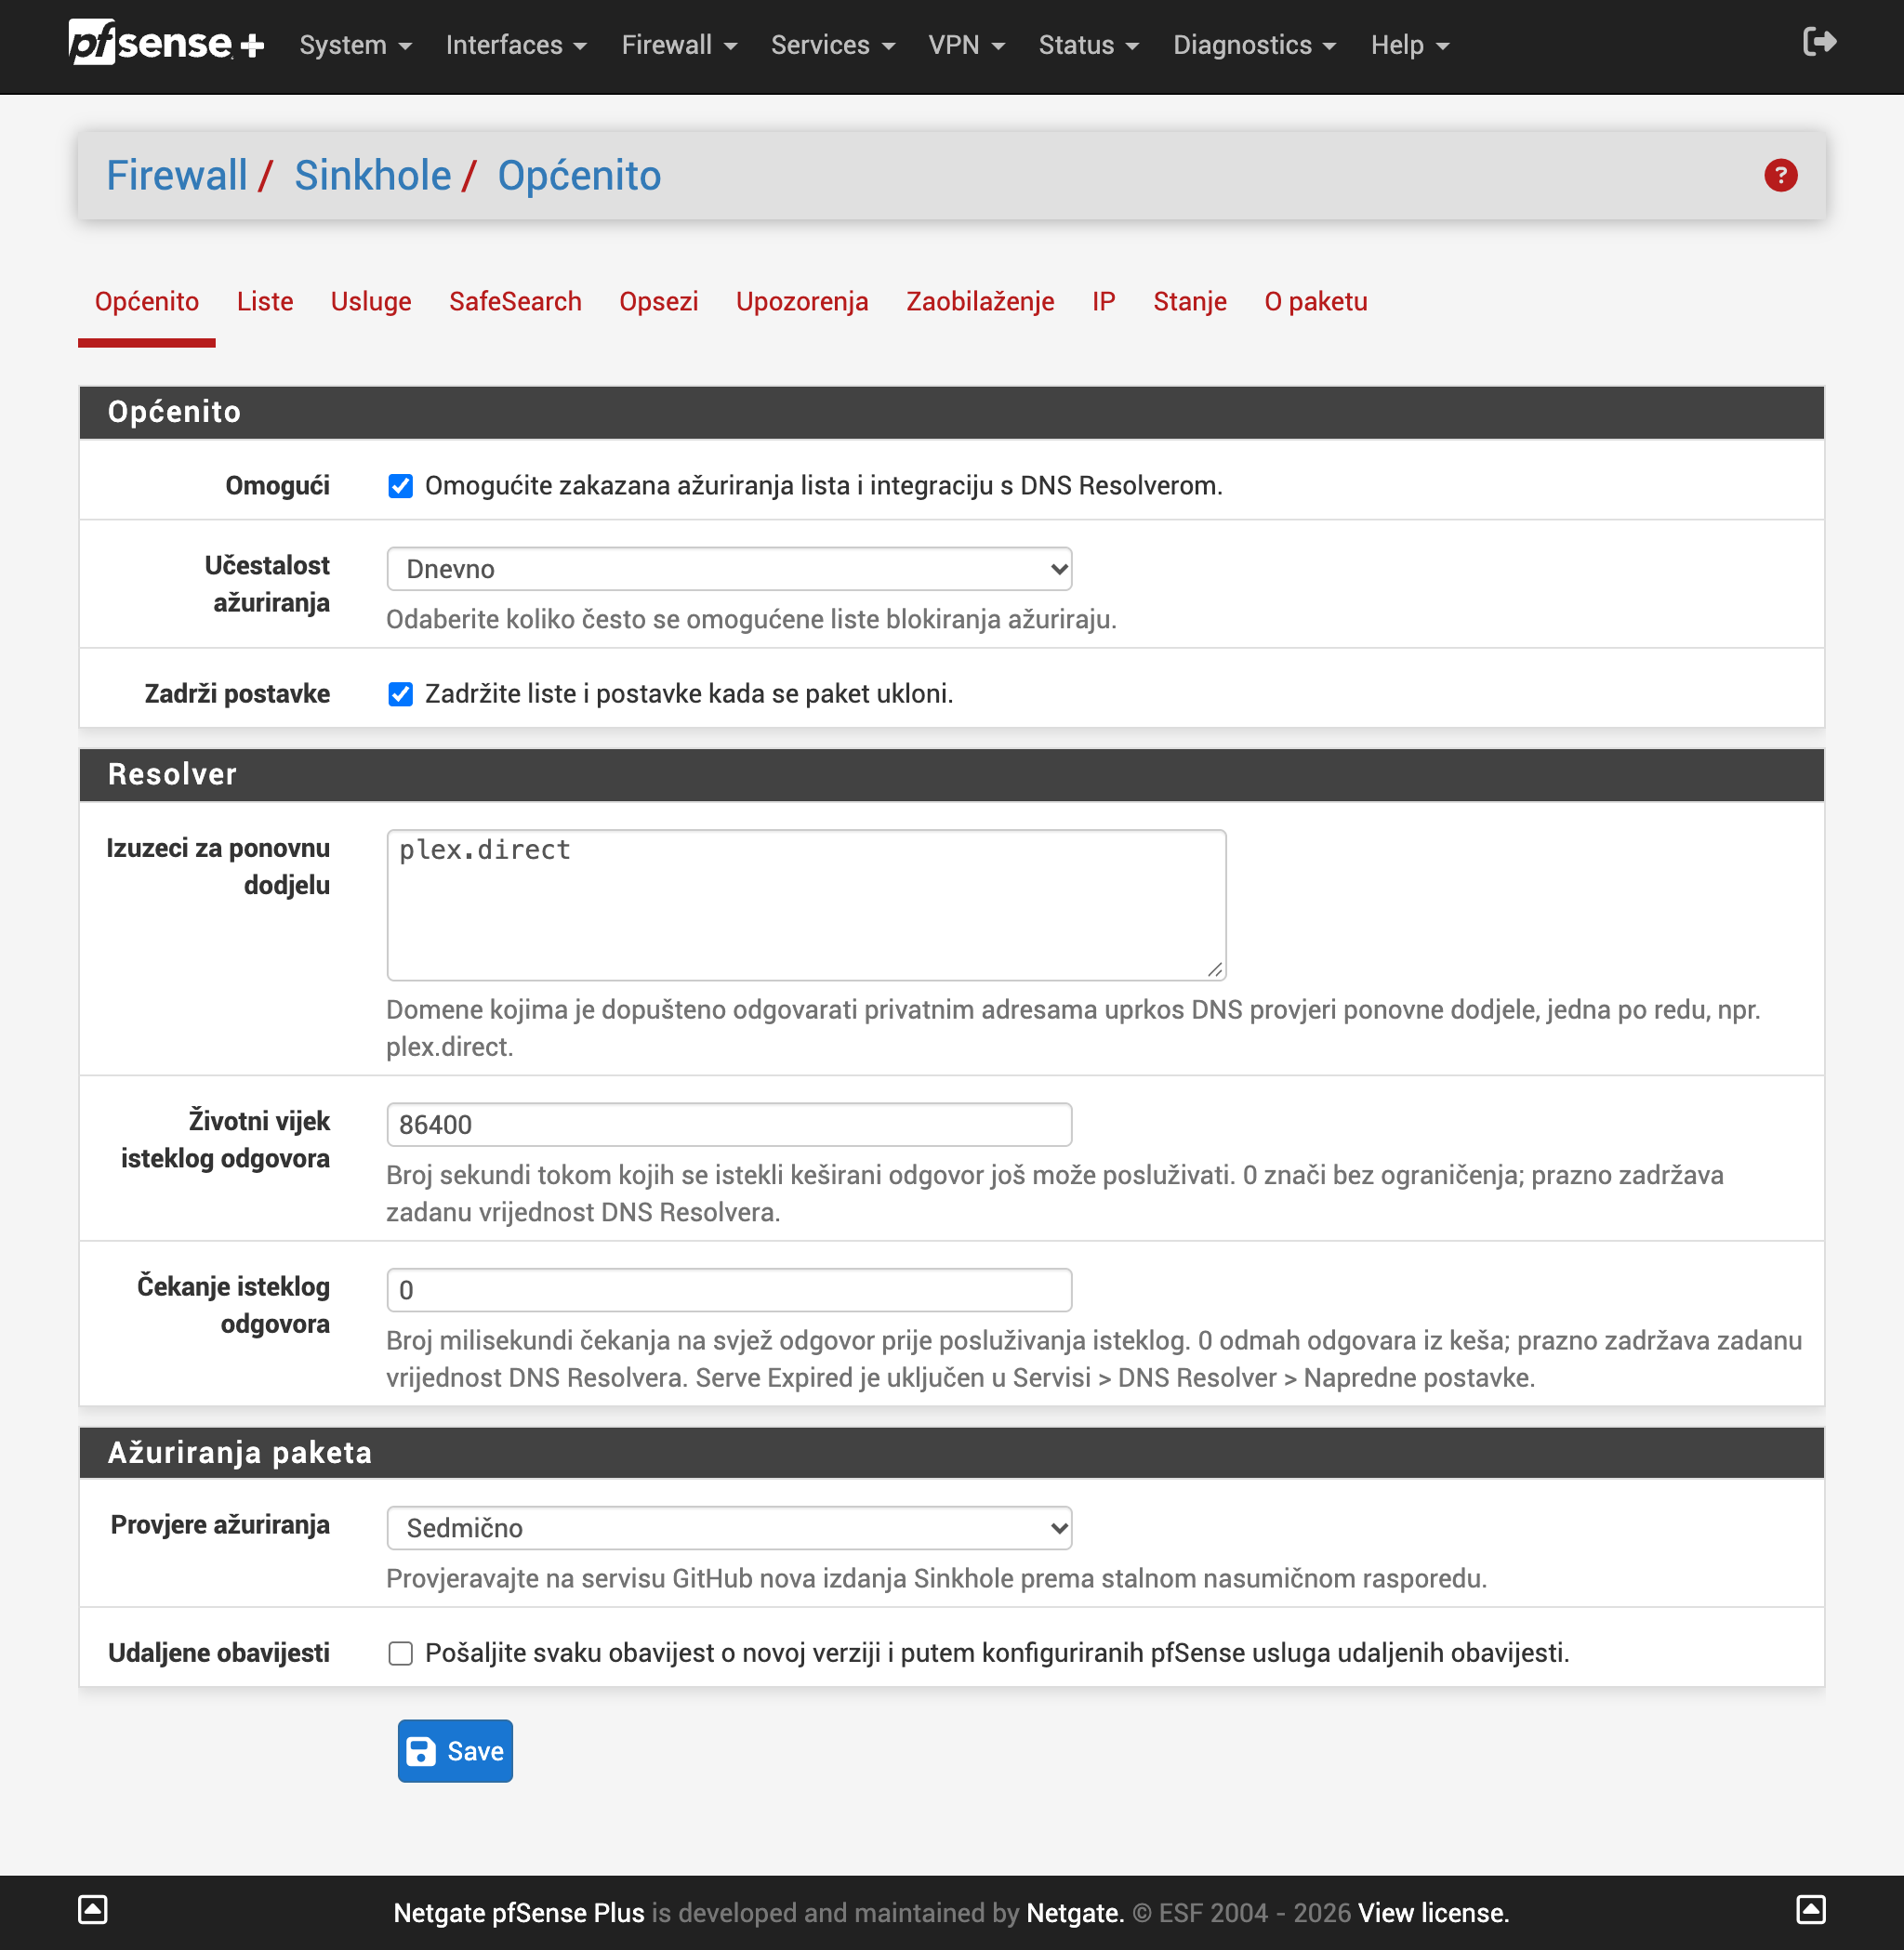 pfsense +
System Interfaces Firewall Services VPN Status Diagnostics Help
Firewall / Sinkhole / Općenito
Općenito Liste Usluge SafeSearch Opsezi Upozorenja Zaobilaženje IP Stanje O paketu
Općenito
Omogući
Omogućite zakazana ažuriranja lista i integraciju s DNS Resolverom.
Učestalost
ažuriranja
Dnevno
Odaberite koliko često se omogućene liste blokiranja ažuriraju.
Zadrži postavke
Zadržite liste i postavke kada se paket ukloni.
Resolver
Izuzeci za ponovnu
dodjelu
plex.direct
Domene kojima je dopušteno odgovarati privatnim adresama uprkos DNS provjeri ponovne dodjele, jedna po redu, npr.
plex.direct.
Životni vijek
isteklog odgovora
86400
Broj sekundi tokom kojih se istekli keširani odgovor još može posluživati. 0 znači bez ograničenja; prazno zadržava
zadanu vrijednost DNS Resolvera.
Čekanje isteklog
odgovora
0
Broj milisekundi čekanja na svjež odgovor prije posluživanja isteklog. 0 odmah odgovara iz keša; prazno zadržava zadanu
vrijednost DNS Resolvera. Serve Expired je uključen u Servisi > DNS Resolver > Napredne postavke.
Ažuriranja paketa
Provjere ažuriranja
Sedmično
Provjeravajte na servisu GitHub nova izdanja Sinkhole prema stalnom nasumičnom rasporedu.
Udaljene obavijesti
Pošaljite svaku obavijest o novoj verziji i putem konfiguriranih pfSense usluga udaljenih obavijesti.
Save
Netgate pfSense Plus is developed and maintained by Netgate. © ESF 2004 - 2026 View license.